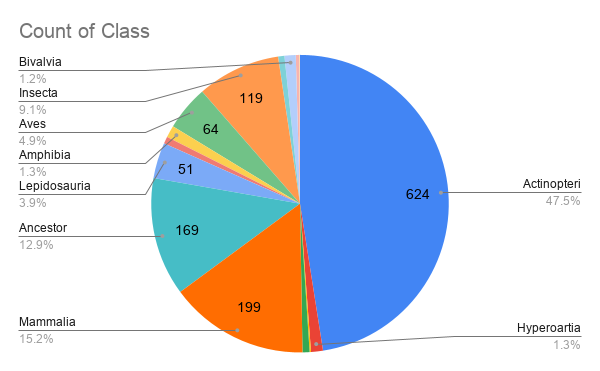 Count of Class
Bivalvia
1.2%
Insecta
9.1%
Aves
4.9%
Amphibia
1.3%
Lepidosauria
3.9%
Ancestor
12.9%
Mammalia
15.2%
119
64
51
169
199
624
Actinopteri
47.5%
Hyperoartia
1.3%